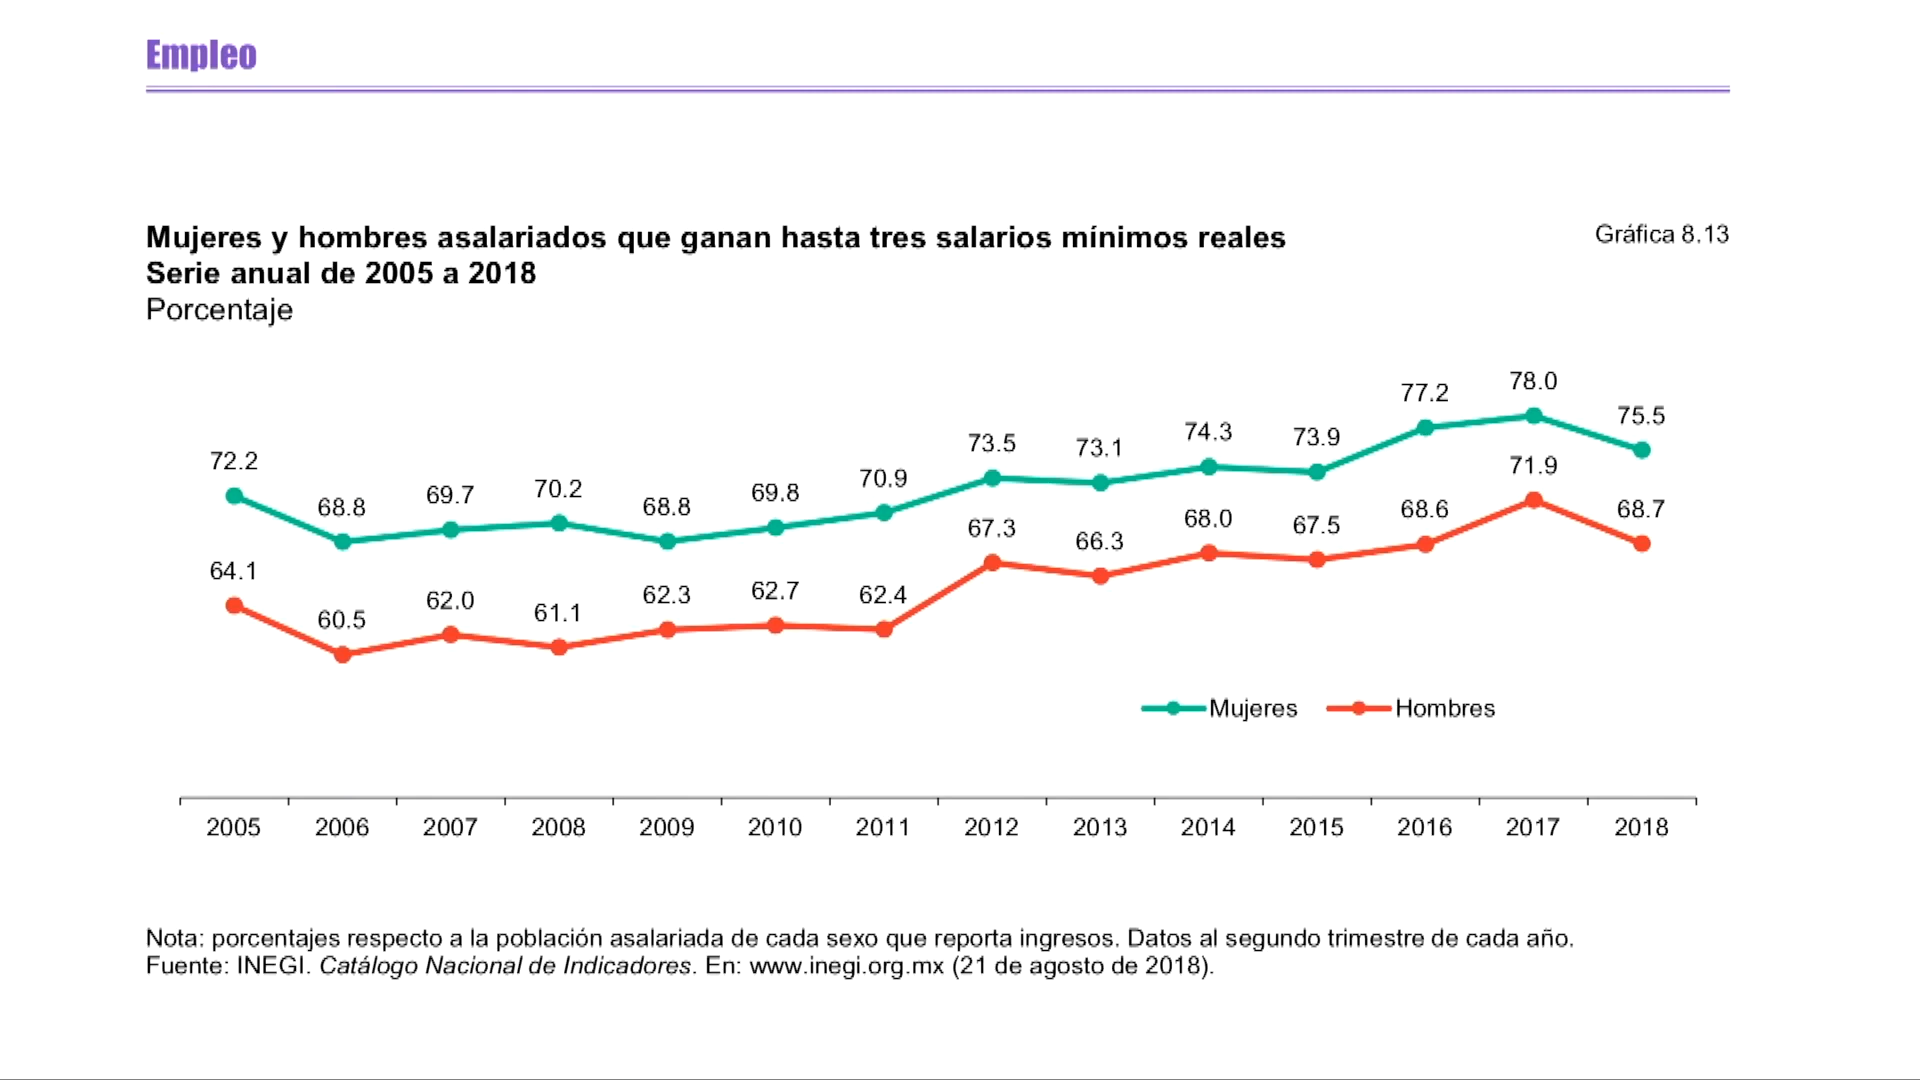 Empleo
Mujeres y hombres asalariados que ganan hasta tres salarios mínimos reales
Gráfica 8.13
Serie anual de 2005 a 2018
Porcentaje
72.2 68.8 69.7 70.2 68.8 69.8 70.9 73.5 73.1 74.3 73.9 77.2 78.0 75.5
64.1 60.5 62.0 61.1 62.3 62.7 62.4 67.3 66.3 68.0 67.5 68.6 71.9 68.7
Mujeres Hombres
2005 2006 2007 2008 2009 2010 2011 2012 2013 2014 2015 2016 2017 2018
Nota: porcentajes respecto a la población asalariada de cada sexo que reporta ingresos. Datos al segundo trimestre de cada año.
Fuente: INEGI. Catálogo Nacional de Indicadores. En: www.inegi.org.mx (21 de agosto de 2018).